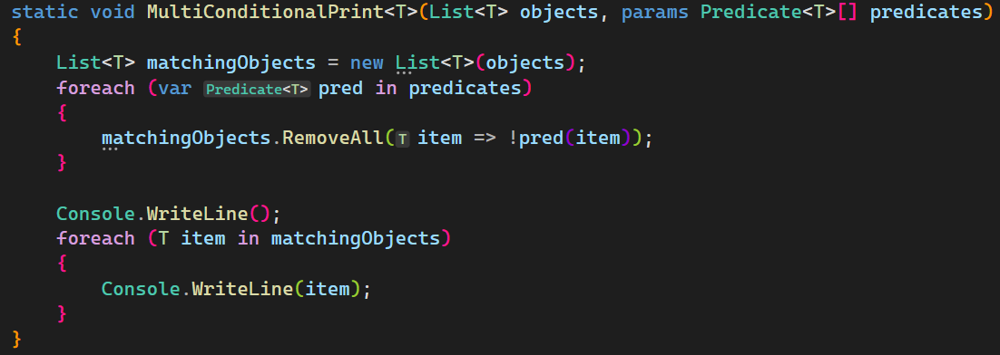 static void MultiConditionalPrint<T>(List<T> objects, params Predicate<T>[] predicates)
{
    List<T> matchingObjects = new List<T>(objects);
    foreach (var Predicate<T> pred in predicates)
    {
        matchingObjects.RemoveAll(T item => !pred(item));
    }

    Console.WriteLine();
    foreach (T item in matchingObjects)
    {
        Console.WriteLine(item);
    }
}